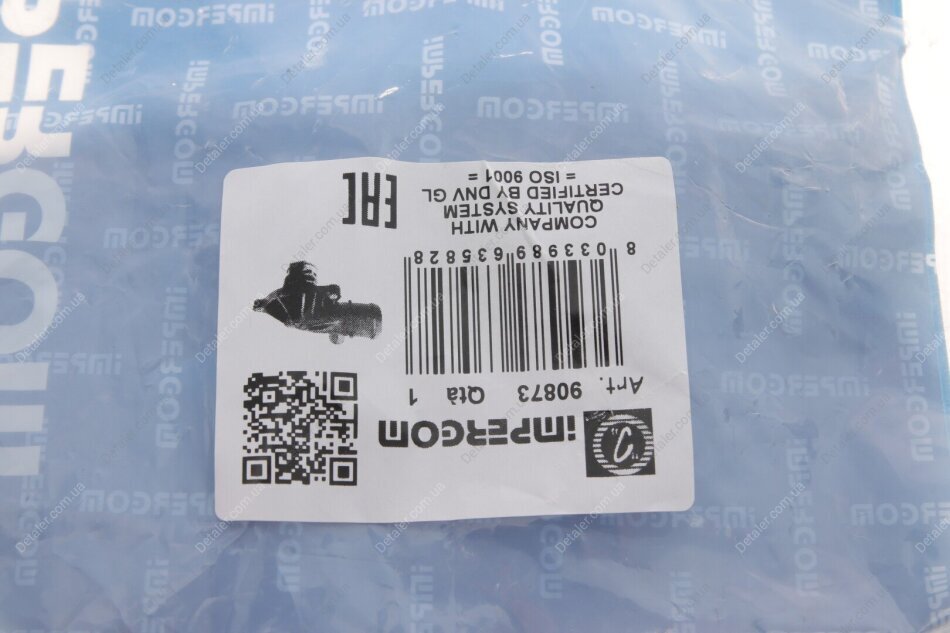 impergom
Art. 90873 Qtà 1
8 033989 635828
COMPANY WITH
QUALITY SYSTEM
CERTIFIED BY DNV GL
= ISO 9001 =
EAC
impergom
Detaler.com.ua